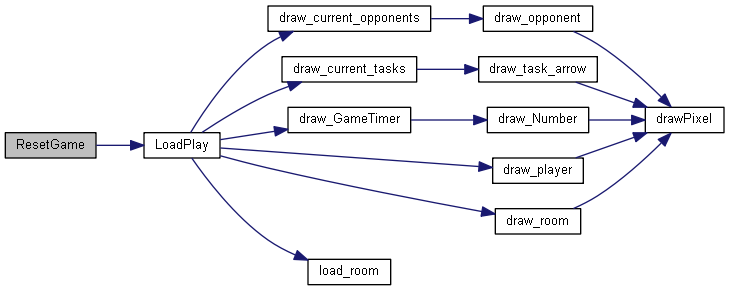 draw_current_opponents
draw_opponent
draw_current_tasks
draw_task_arrow
draw_GameTimer
draw_Number
drawPixel
ResetGame
LoadPlay
draw_player
draw_room
load_room